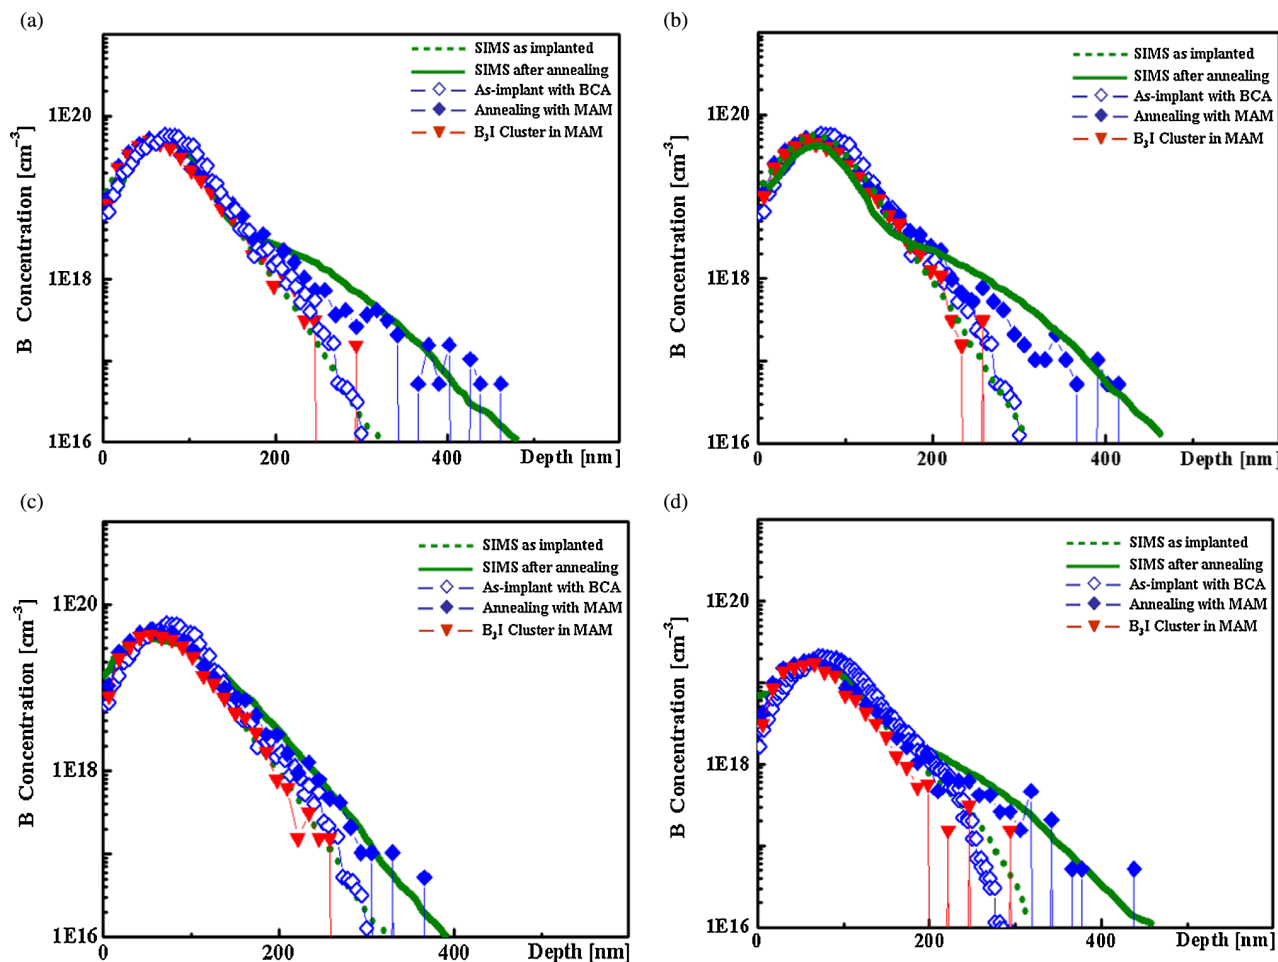 (a)
SIMS as implanted
SIMS after annealing
As-implant with BCA
Annealing with MAM
B₃I Cluster in MAM
B Concentration [cm⁻³]
1E20
1E18
1E16
0
200
400
Depth [nm]
(b)
SIMS as implanted
SIMS after annealing
As-implant with BCA
Annealing with MAM
B₃I Cluster in MAM
B Concentration [cm⁻³]
1E20
1E18
1E16
0
200
400
Depth [nm]
(c)
SIMS as implanted
SIMS after annealing
As-implant with BCA
Annealing with MAM
B₃I Cluster in MAM
B Concentration [cm⁻³]
1E20
1E18
1E16
0
200
400
Depth [nm]
(d)
SIMS as implanted
SIMS after annealing
As-implant with BCA
Annealing with MAM
B₃I Cluster in MAM
B Concentration [cm⁻³]
1E20
1E18
1E16
0
200
400
Depth [nm]